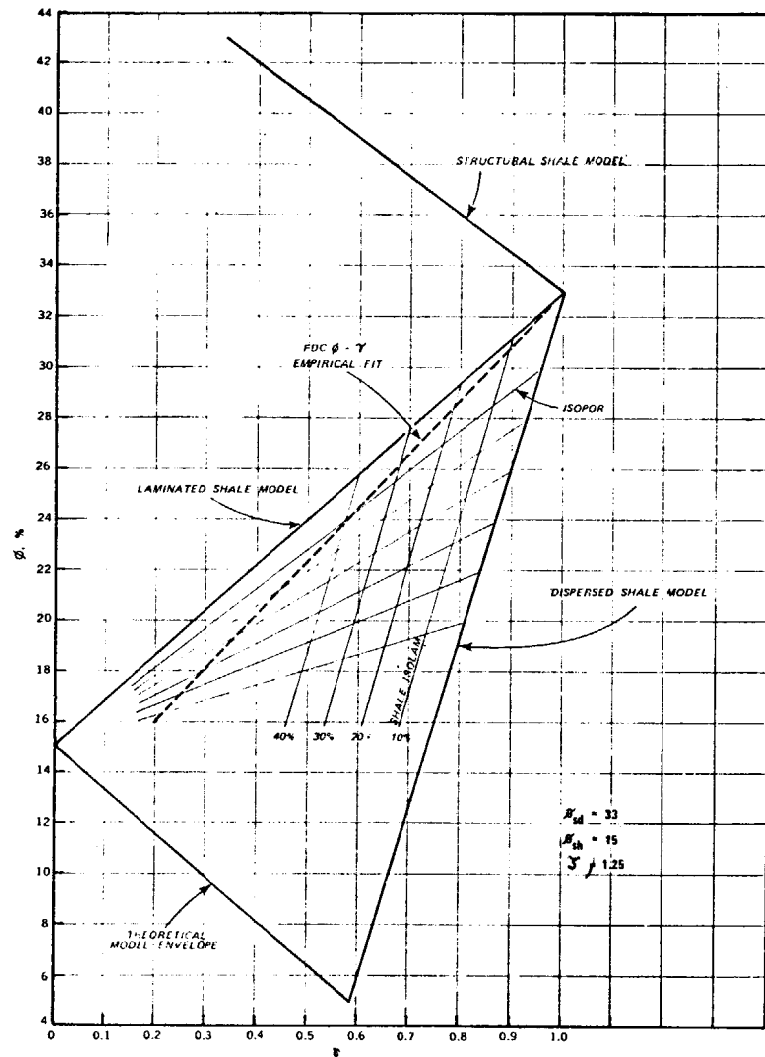 44
42
40
38
36
34
32
30
28
26
24
22
20
18
16
14
12
10
8
6
4
Ø, %
STRUCTURAL SHALE MODEL
FDC ϕ - γ
EMPIRICAL FIT
ISOPOR
LAMINATED SHALE MODEL
DISPERSED SHALE MODEL
SHALE ISOLAM
40%
30%
20 -
10%
Øsd = 33
Øsh = 15
= 1.25
THEORETICAL
MODEL ENVELOPE
0
0.1
0.2
0.3
0.4
0.5
0.6
0.7
0.8
0.9
1.0
γ